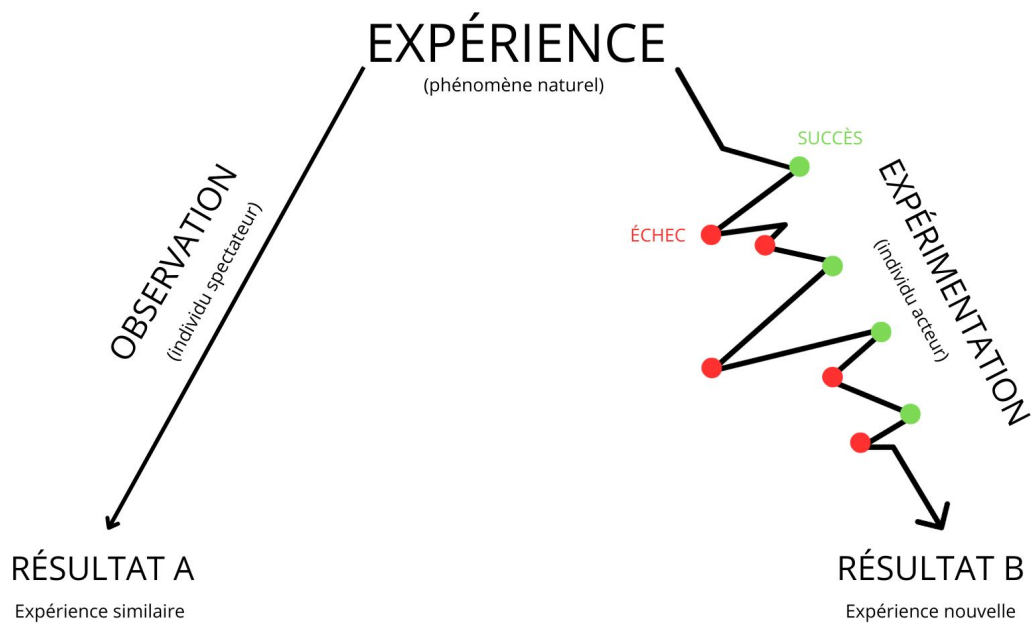 EXPÉRIENCE
(phénomène naturel)
SUCCÈS
ÉCHEC
OBSERVATION
(individu spectateur)
EXPÉRIMENTATION
(individu acteur)
RÉSULTAT A
Expérience similaire
RÉSULTAT B
Expérience nouvelle